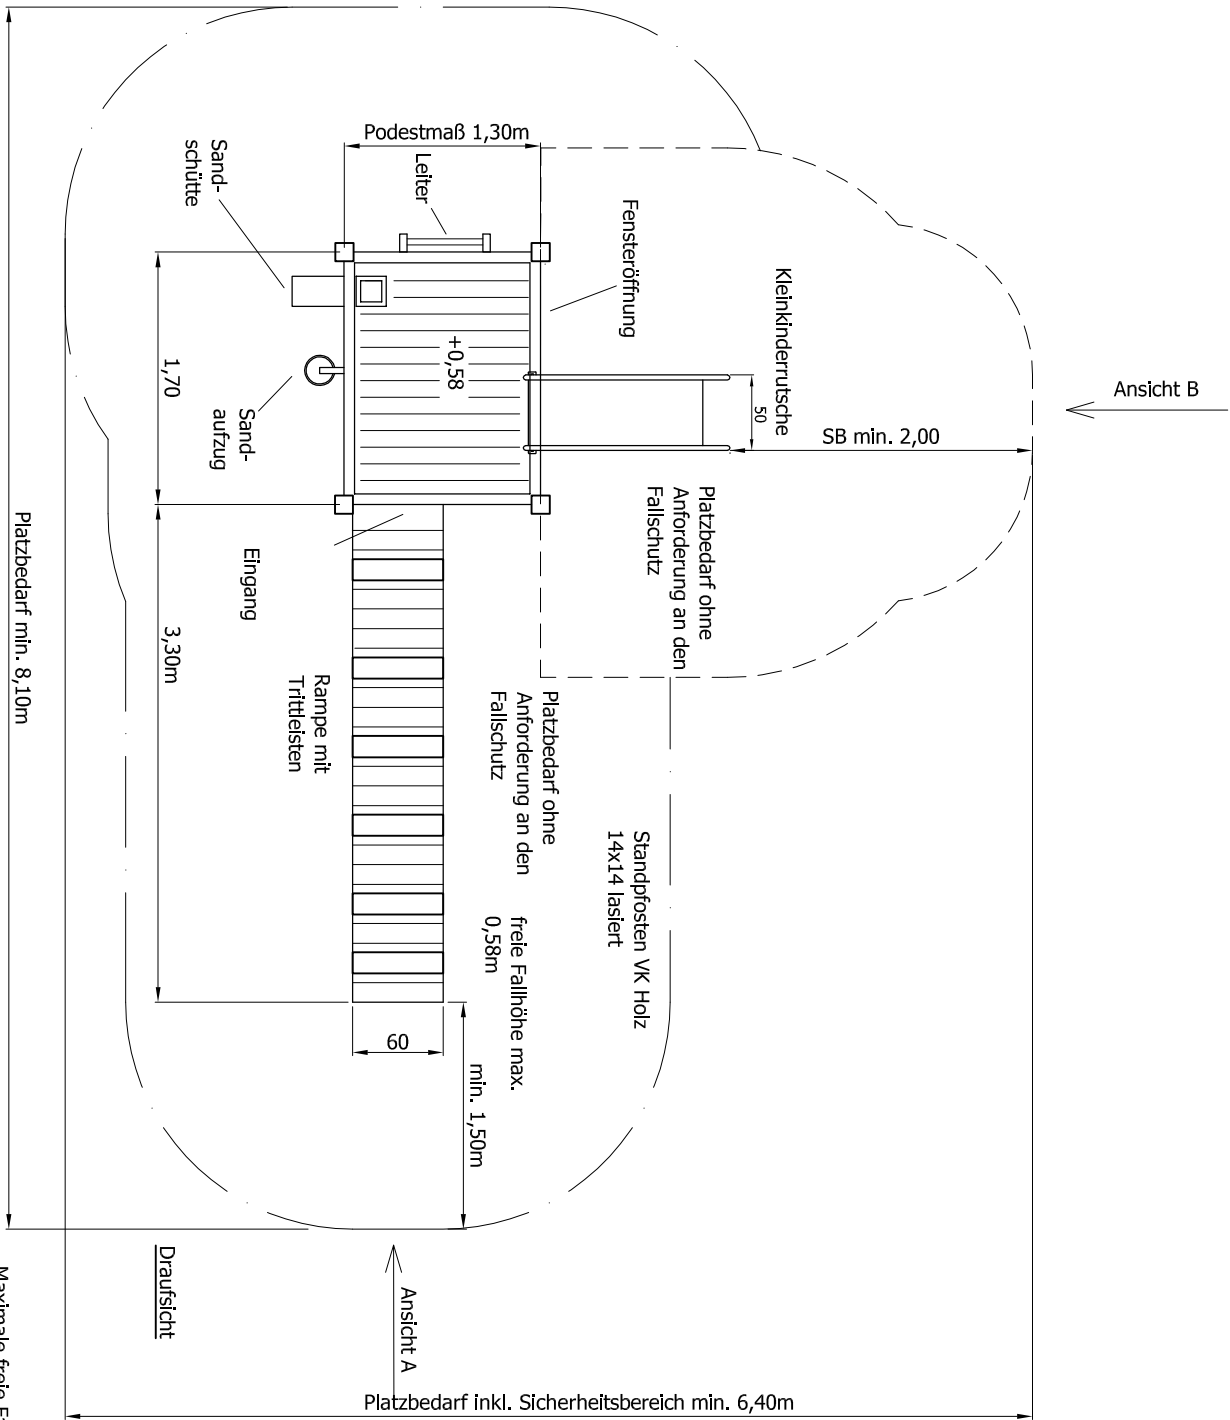 Podestmaß 1,30m
Leiter
Sand-
schütte
Fensteröffnung
Kleinkinderrutsche
50
Ansicht B
SB min. 2,00
+0,58
1,70
Sand-
aufzug
Platzbedarf ohne
Anforderung an den
Fallschutz
Eingang
3,30m
Platzbedarf min. 8,10m
Rampe mit
Trittleisten
Platzbedarf ohne
Anforderung an den
Fallschutz
Standpfosten VK Holz
14x14 lasiert
freie Fallhöhe max.
0,58m
60
min. 1,50m
Draufsicht
Ansicht A
Maximale freie
Platzbedarf inkl. Sicherheitsbereich min. 6,40m